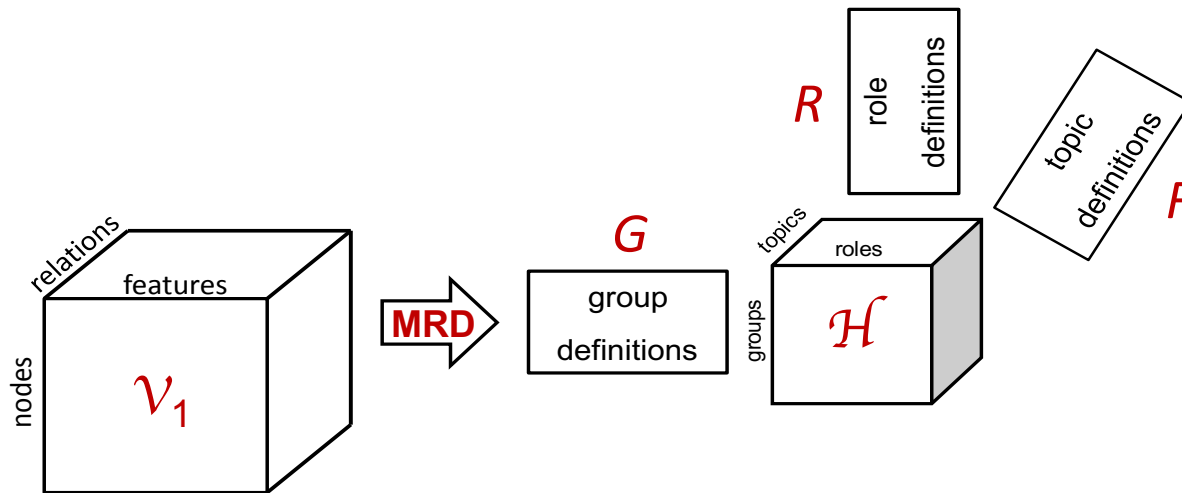 relations
features
nodes
𝒱₁
MRD
G
group
definitions
R
role
definitions
topic
definitions
topics
roles
groups
ℋ